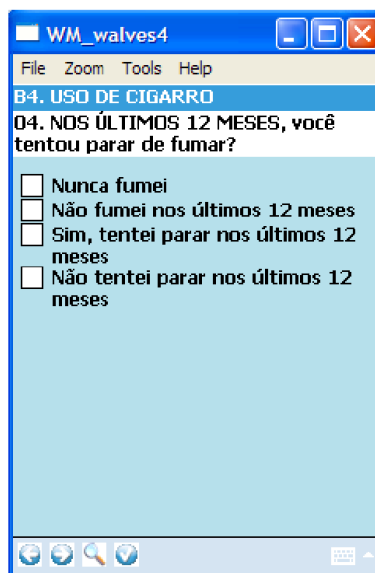 WM_walves4
File Zoom Tools Help
B4. USO DE CIGARRO
04. NOS ÚLTIMOS 12 MESES, você
tentou parar de fumar?
Nunca fumei
Não fumei nos últimos 12 meses
Sim, tentei parar nos últimos 12
meses
Não tentei parar nos últimos 12
meses